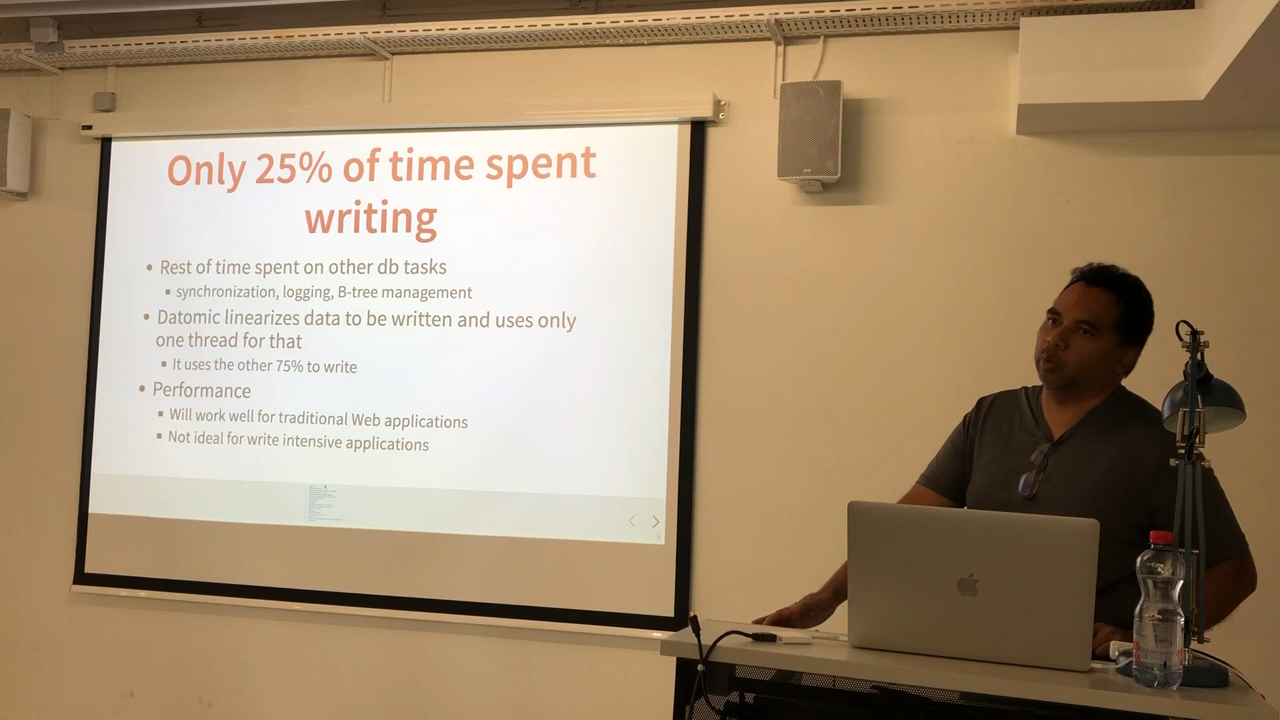 Only 25% of time spent
writing
• Rest of time spent on other db tasks
▪ synchronization, logging, B-tree management
• Datomic linearizes data to be written and uses only
one thread for that
▪ It uses the other 75% to write
• Performance
▪ Will work well for traditional Web applications
▪ Not ideal for write intensive applications